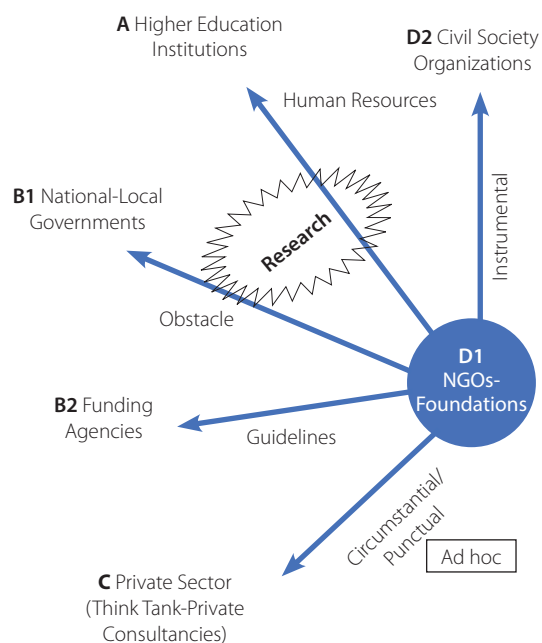 A Higher Education
Institutions
D2 Civil Society
Organizations
Human Resources
B1 National-Local
Governments
Research
Instrumental
Obstacle
D1
NGOs-
Foundations
B2 Funding
Agencies
Guidelines
Circumstantial/
Punctual
Ad hoc
C Private Sector
(Think Tank-Private
Consultancies)